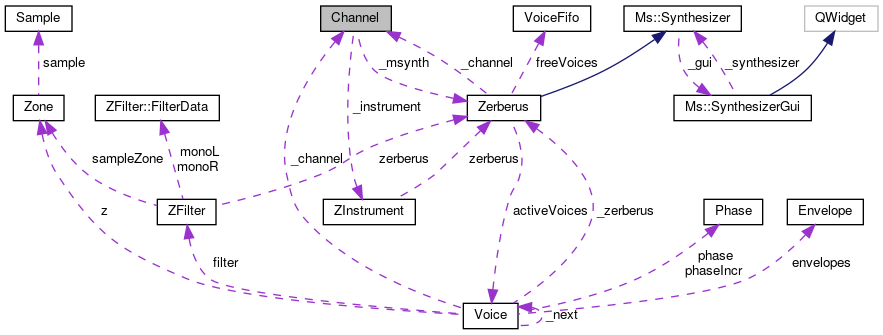 Sample
Channel
VoiceFifo
Ms::Synthesizer
QWidget
sample
_msynth
_channel
freeVoices
_gui
_synthesizer
Zone
ZFilter::FilterData
_instrument
Zerberus
Ms::SynthesizerGui
sampleZone
monoL
monoR
_channel
zerberus
zerberus
z
ZFilter
ZInstrument
activeVoices
_zerberus
Phase
Envelope
filter
phase
phaseIncr
envelopes
Voice
_next